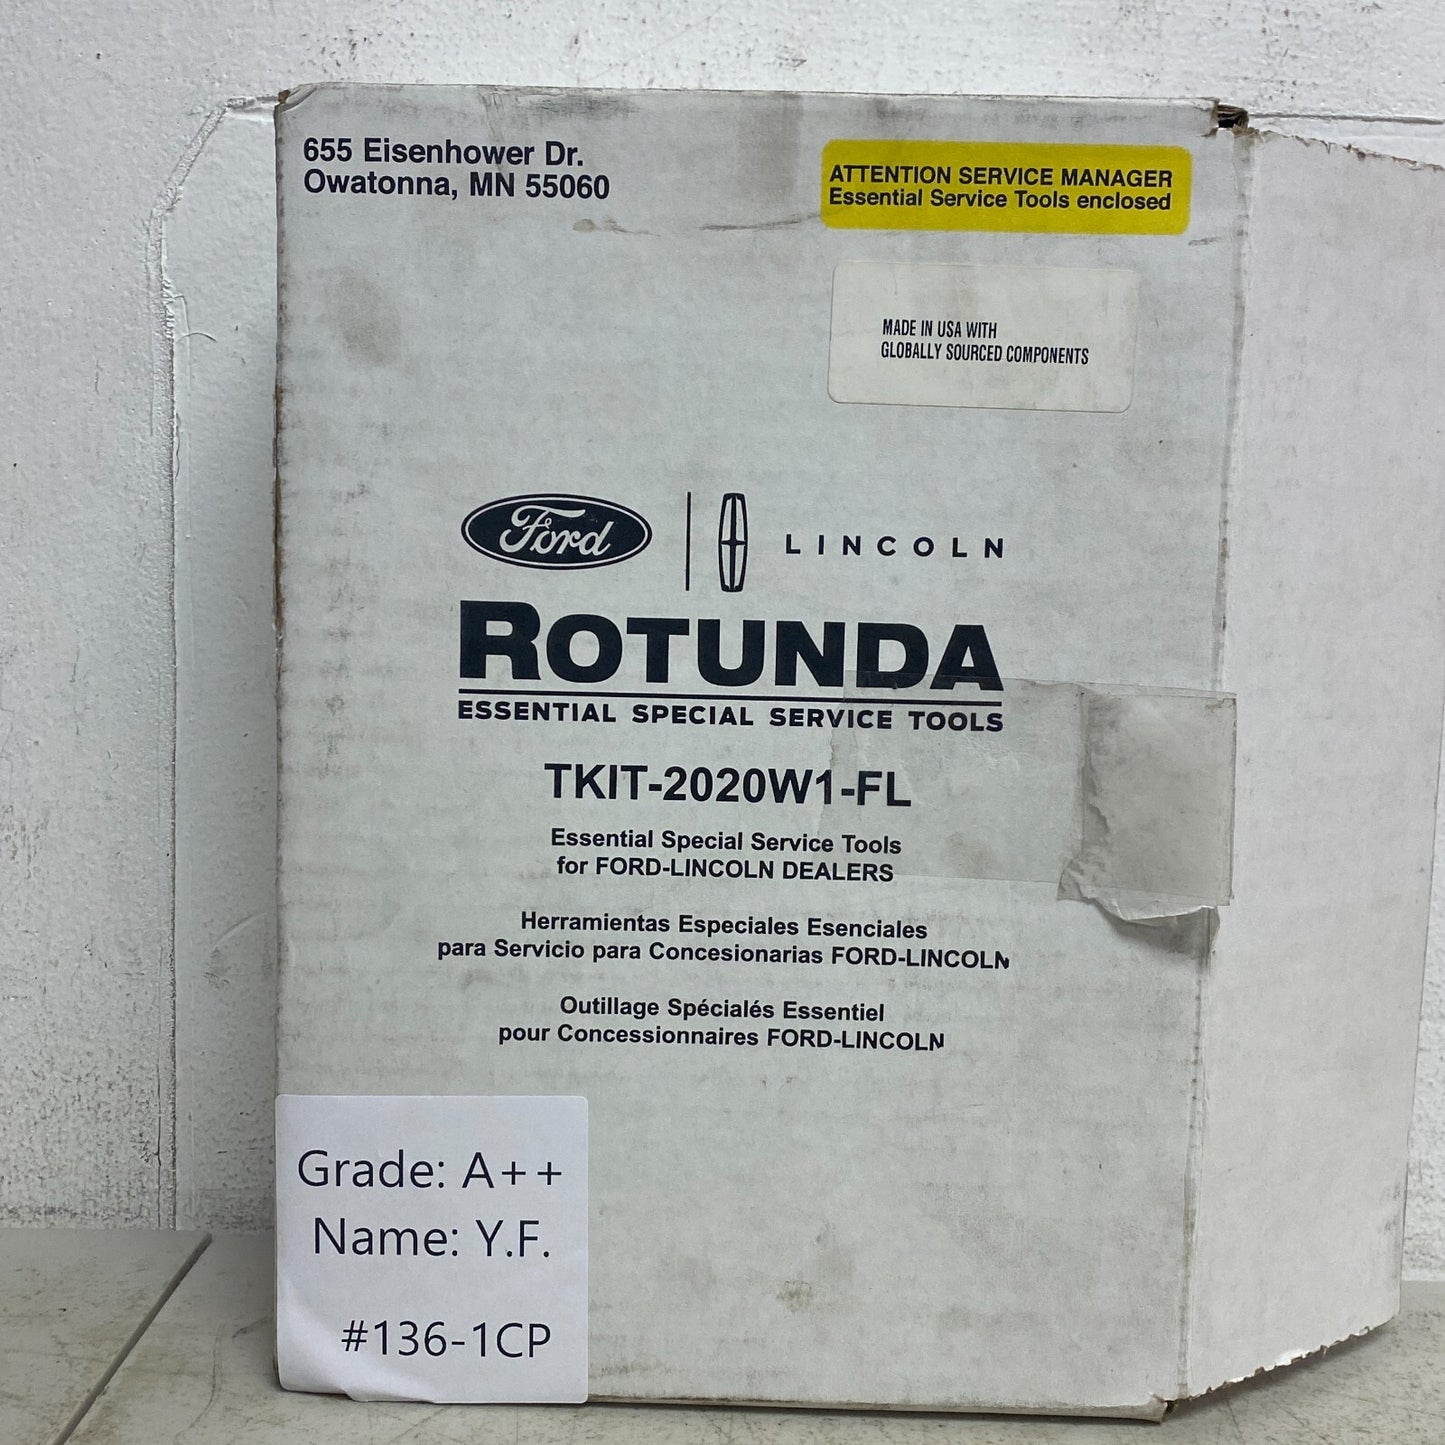 655 Eisenhower Dr.
Owatonna, MN 55060
ATTENTION SERVICE MANAGER
Essential Service Tools enclosed
MADE IN USA WITH
GLOBALLY SOURCED COMPONENTS
Ford
LINCOLN
ROTUNDA
ESSENTIAL SPECIAL SERVICE TOOLS
TKIT-2020W1-FL
Essential Special Service Tools
for FORD-LINCOLN DEALERS
Herramientas Especiales Esenciales
para Servicio para Concesionarias FORD-LINCOLN
Outillage Spécialés Essentiel
pour Concessionnaires FORD-LINCOLN
Grade: A++
Name: Y.F.
#136-1CP